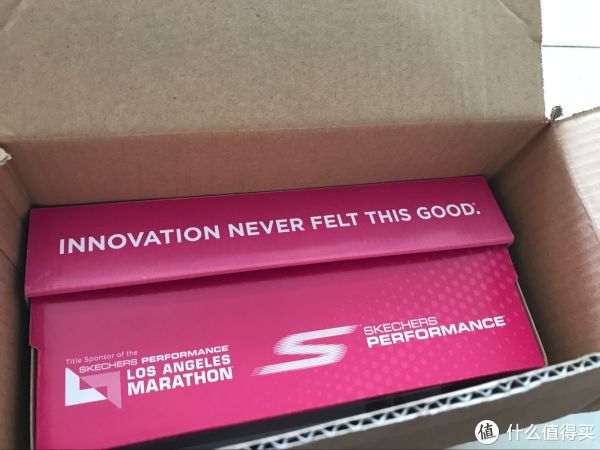 INNOVATION NEVER FELT THIS GOOD.
Title Sponsor of the
SKECHERS PERFORMANCE
LOS ANGELES
MARATHON
SKECHERS
PERFORMANCE
值 什么值得买